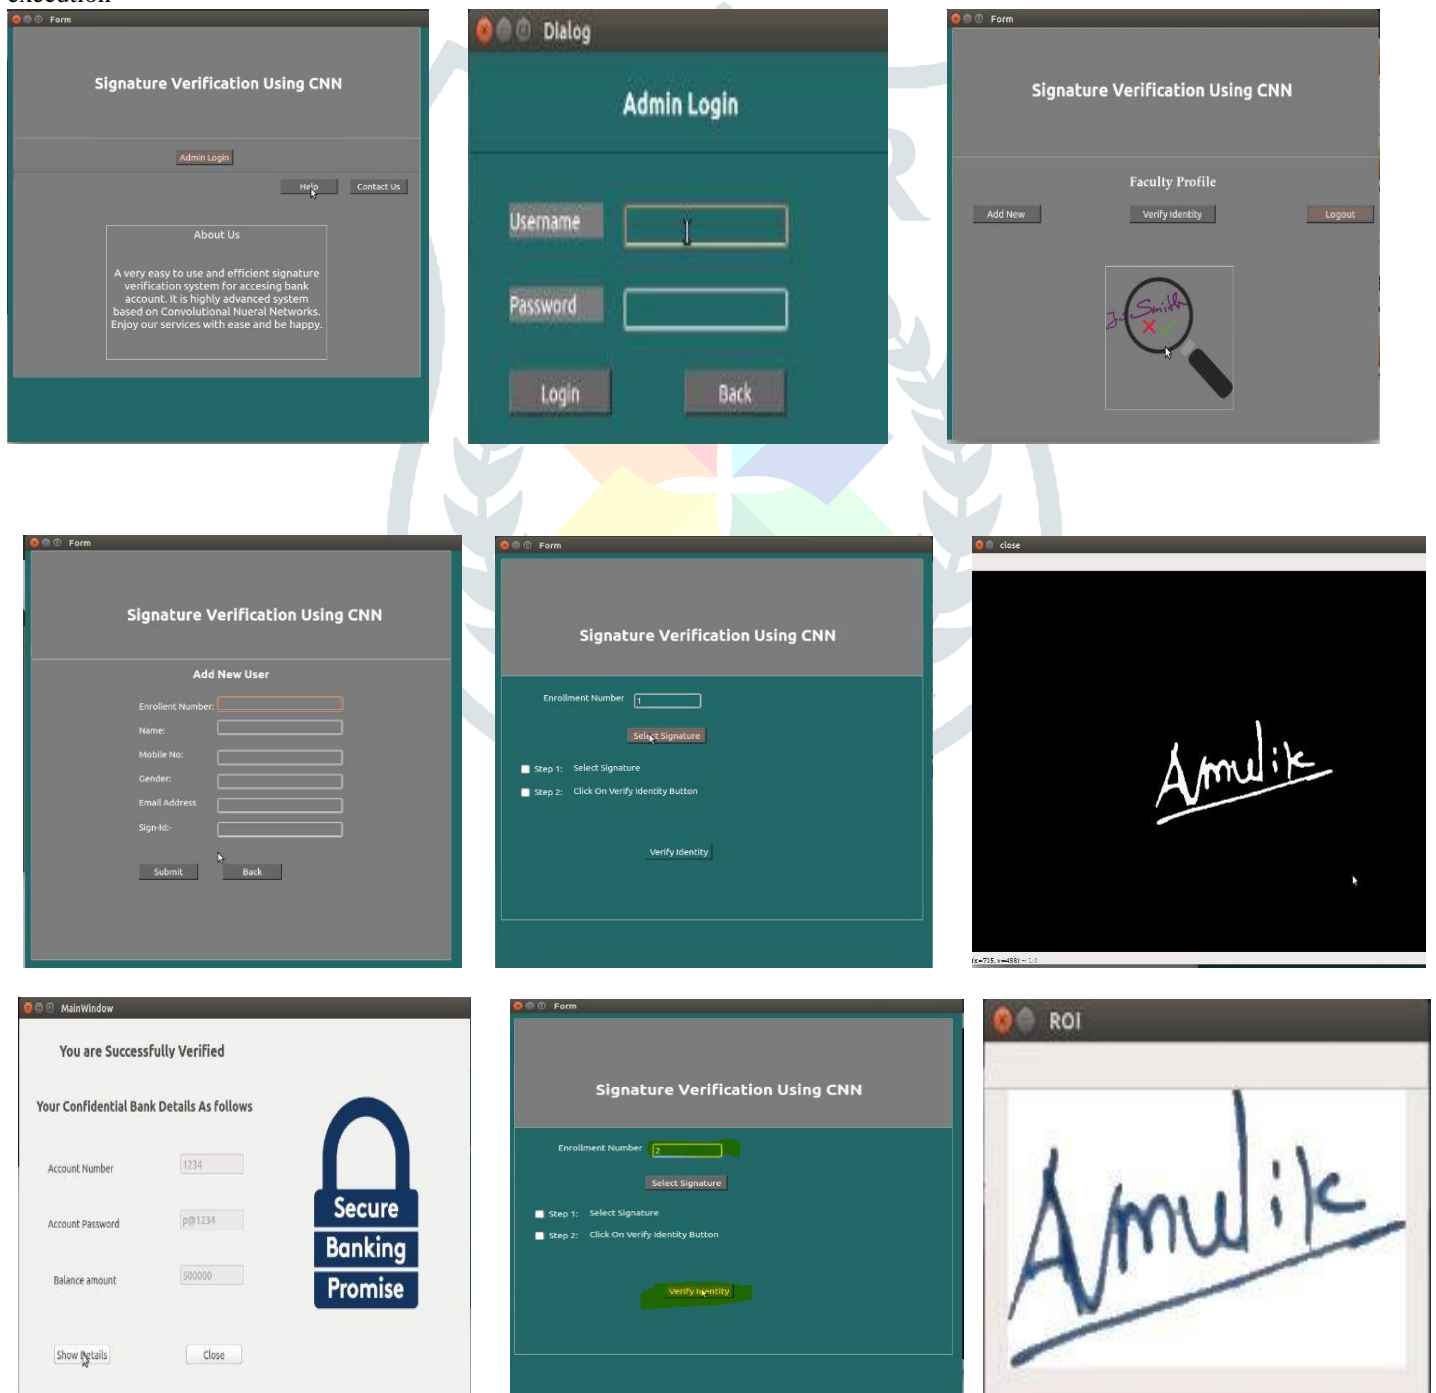 execution
Form
Signature Verification Using CNN
Admin Login
Help
Contact Us
About Us
A very easy to use and efficient signature
verification system for accesing bank
account. It is highly advanced system
based on Convolutional Nueral Networks.
Enjoy our services with ease and be happy.
Dialog
Admin Login
Username
Password
Login
Back
Form
Signature Verification Using CNN
Faculty Profile
Add New
Verify Identity
Logout
Smith
Form
Signature Verification Using CNN
Add New User
Enrollent Number:
Name:
Mobile No:
Gender:
Email Address
Sign-Id:-
Submit
Back
Form
Signature Verification Using CNN
Enrollment Number
1
Select Signature
Step 1: Select Signature
Step 2: Click On Verify Identity Button
Verify Identity
close
Amulik
MainWindow
You are Successfully Verified
Your Confidential Bank Details As follows
Account Number
1234
Account Password
p@1234
Balance amount
500000
Show Details
Close
Secure
Banking
Promise
Form
Signature Verification Using CNN
Enrollment Number
2
Select Signature
Step 1: Select Signature
Step 2: Click On Verify Identity Button
Verify Identity
ROI
Amulik